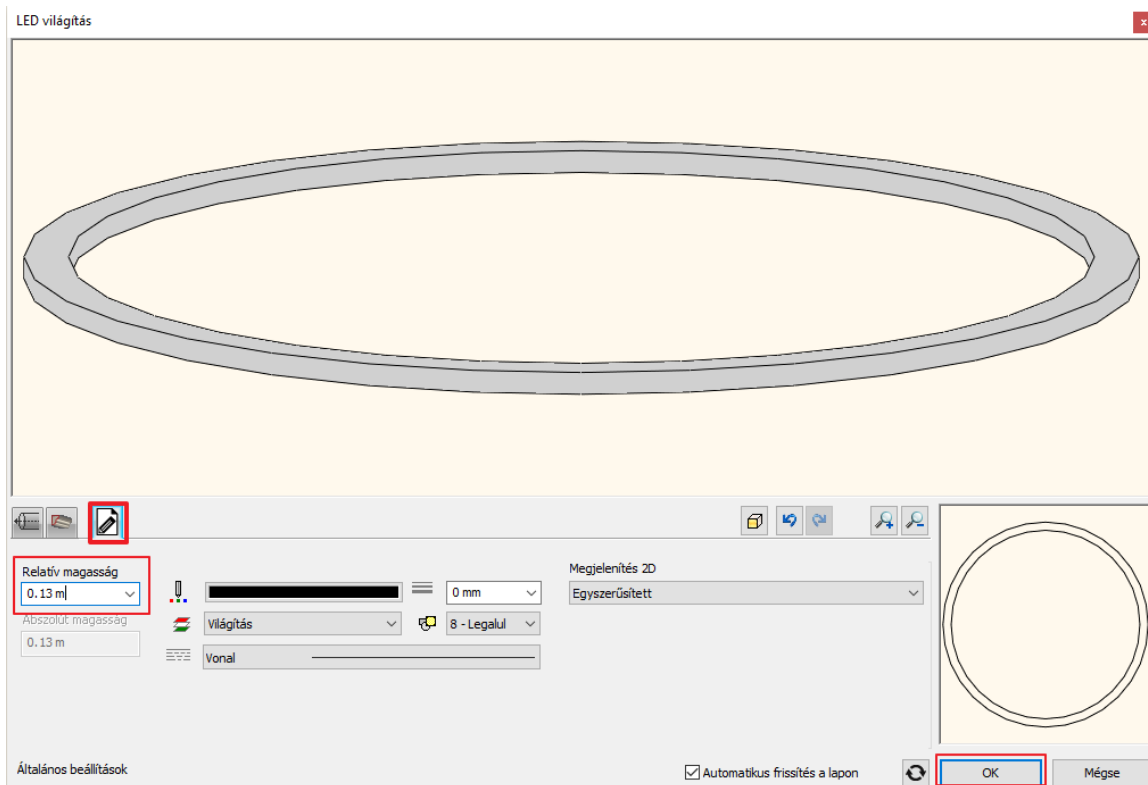 LED világítás
x
Relatív magasság
0.13 m
Abszolút magasság
0.13 m
0 mm
Világítás
8 - Legalul
Vonal
Megjelenítés 2D
Egyszerűsített
Általános beállítások
Automatikus frissítés a lapon
OK
Mégse